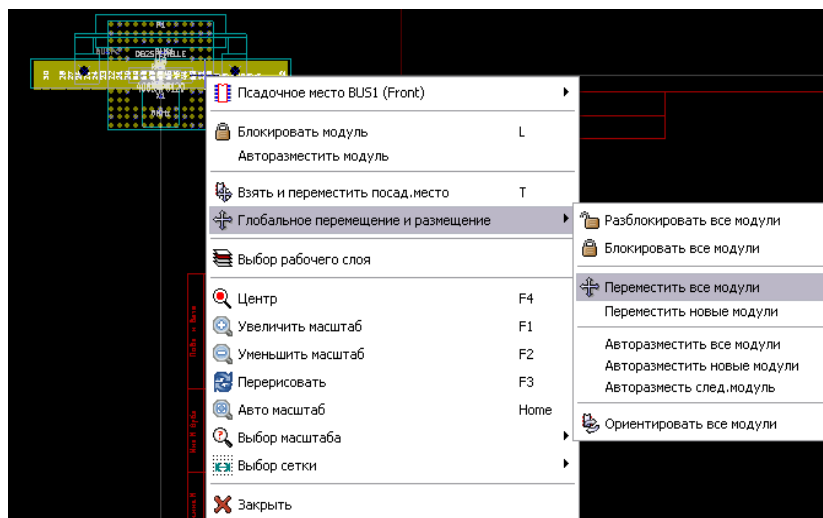 Псадочное место BUS1 (Front)
Блокировать модуль L
Авторазместить модуль
Взять и переместить посад.место T
Глобальное перемещение и размещение
Выбор рабочего слоя
Центр F4
Увеличить масштаб F1
Уменьшить масштаб F2
Перерисовать F3
Авто масштаб Home
Выбор масштаба
Выбор сетки
Закрыть
Разблокировать все модули
Блокировать все модули
Переместить все модули
Переместить новые модули
Авторазместить все модули
Авторазместить новые модули
Авторазместь след.модуль
Ориентировать все модули